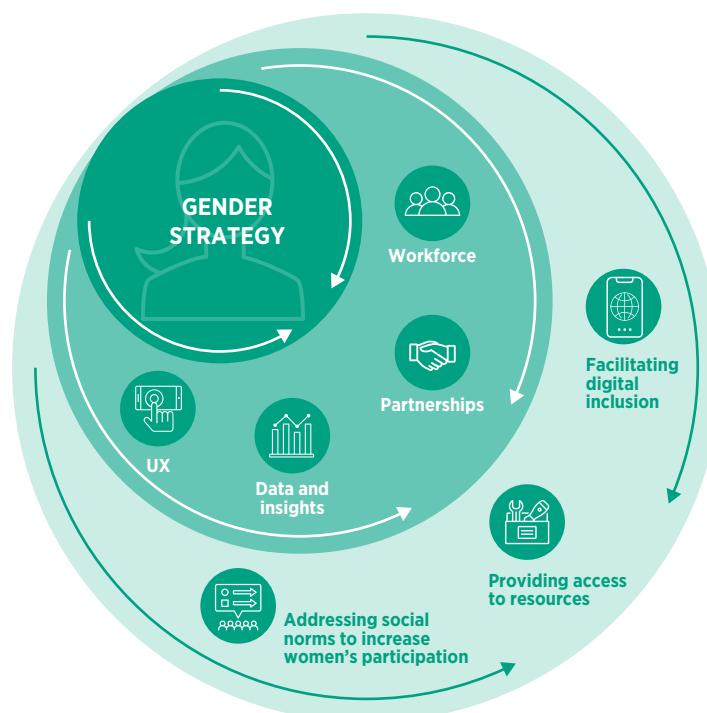 GENDER
STRATEGY
Workforce
Partnerships
UX
Data and
insights
Facilitating
digital
inclusion
Providing access
to resources
Addressing social
norms to increase
women’s participation